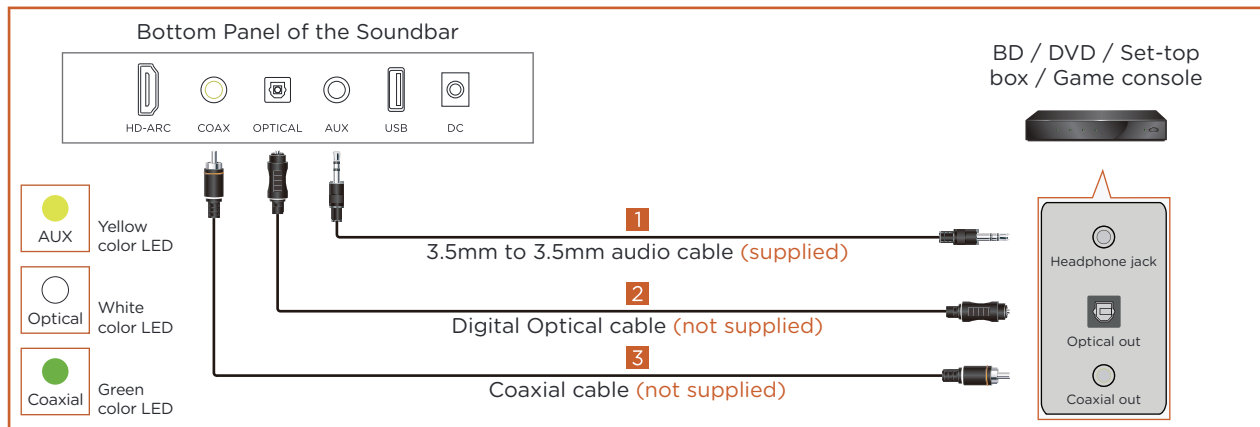 Bottom Panel of the Soundbar
HD-ARC COAX OPTICAL AUX USB DC
BD / DVD / Set-top
box / Game console
AUX
Yellow
color LED
Optical
White
color LED
Coaxial
Green
color LED
1
3.5mm to 3.5mm audio cable (supplied)
2
Digital Optical cable (not supplied)
3
Coaxial cable (not supplied)
Headphone jack
Optical out
Coaxial out